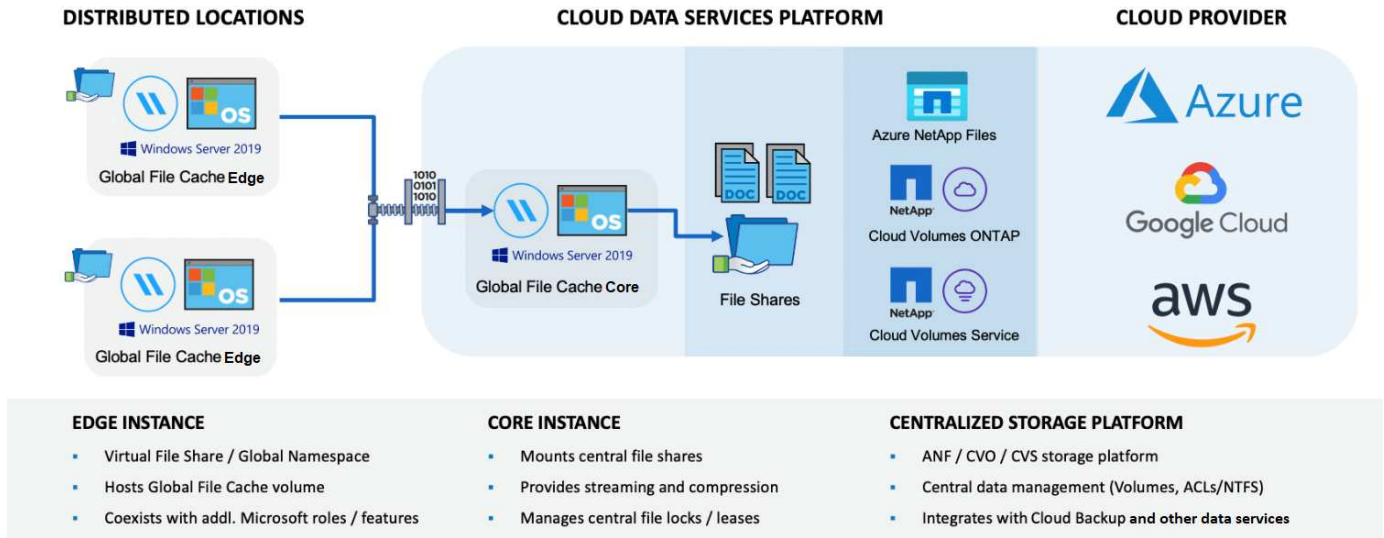 DISTRIBUTED LOCATIONS
CLOUD DATA SERVICES PLATFORM
CLOUD PROVIDER
OS
Windows Server 2019
Global File Cache Edge
OS
Windows Server 2019
Global File Cache Edge
1010
0101
1010
OS
Windows Server 2019
Global File Cache Core
DOC
DOC
File Shares
Azure NetApp Files
NetApp
Cloud Volumes ONTAP
NetApp
Cloud Volumes Service
Azure
Google Cloud
aws
EDGE INSTANCE
▪ Virtual File Share / Global Namespace
▪ Hosts Global File Cache volume
▪ Coexists with addl. Microsoft roles / features
CORE INSTANCE
▪ Mounts central file shares
▪ Provides streaming and compression
▪ Manages central file locks / leases
CENTRALIZED STORAGE PLATFORM
▪ ANF / CVO / CVS storage platform
▪ Central data management (Volumes, ACLs/NTFS)
▪ Integrates with Cloud Backup and other data services